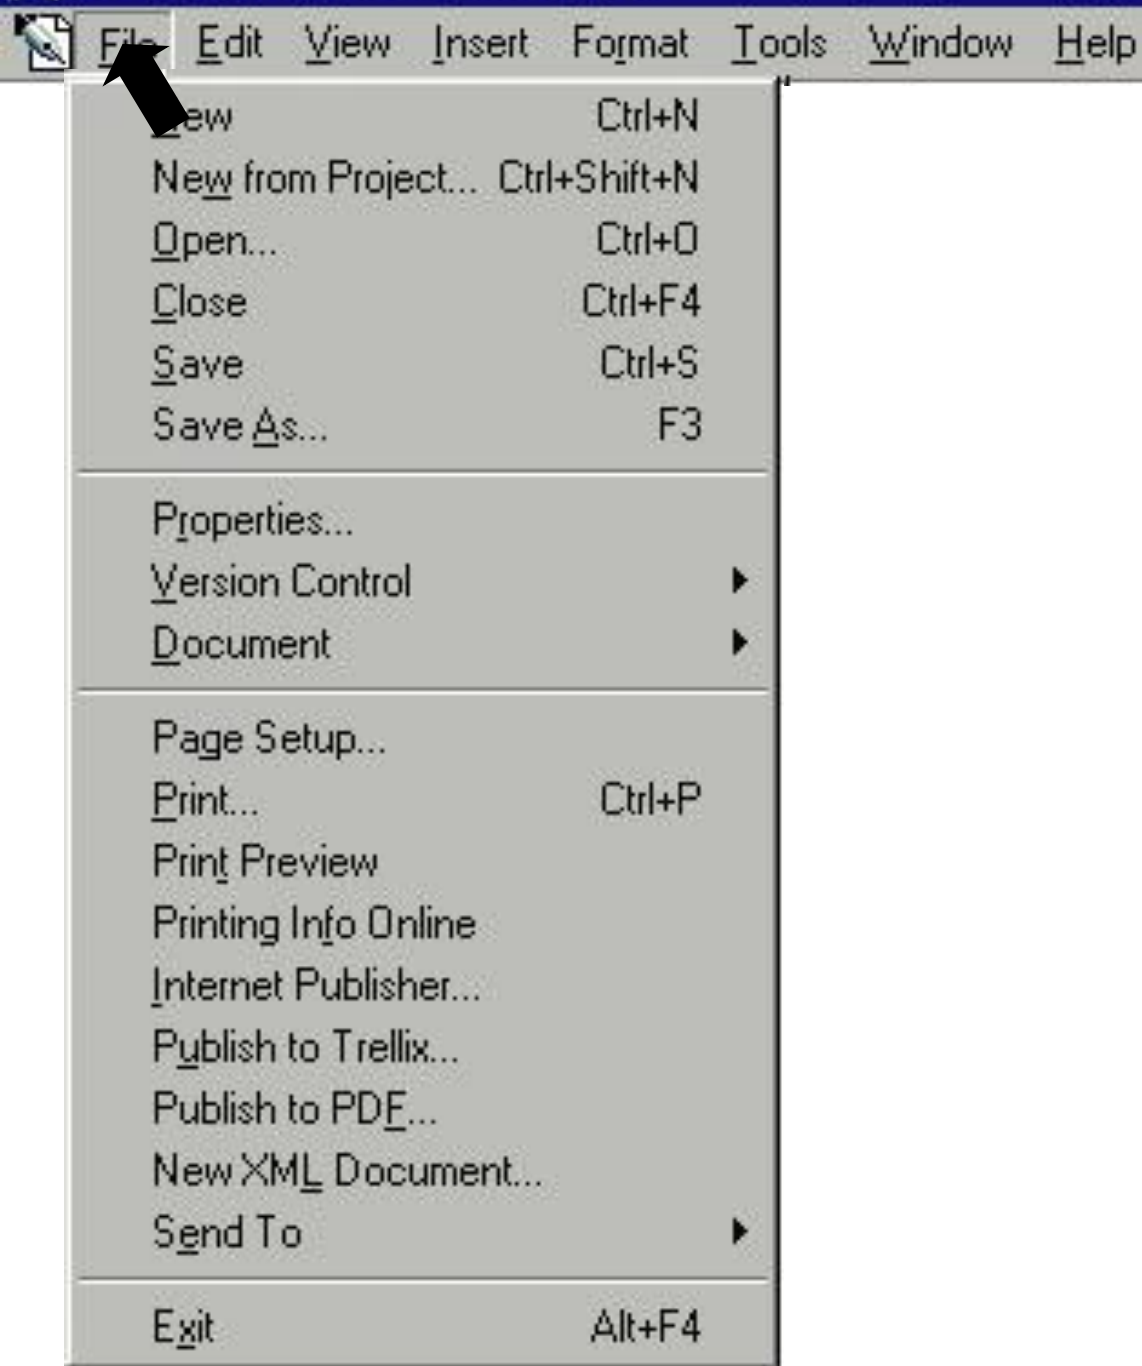 File Edit View Insert Format Tools Window Help
New Ctrl+N
New from Project... Ctrl+Shift+N
Open... Ctrl+O
Close Ctrl+F4
Save Ctrl+S
Save As... F3
Properties...
Version Control
Document
Page Setup...
Print... Ctrl+P
Print Preview
Printing Info Online
Internet Publisher...
Publish to Trellix...
Publish to PDF...
New XML Document...
Send To
Exit Alt+F4